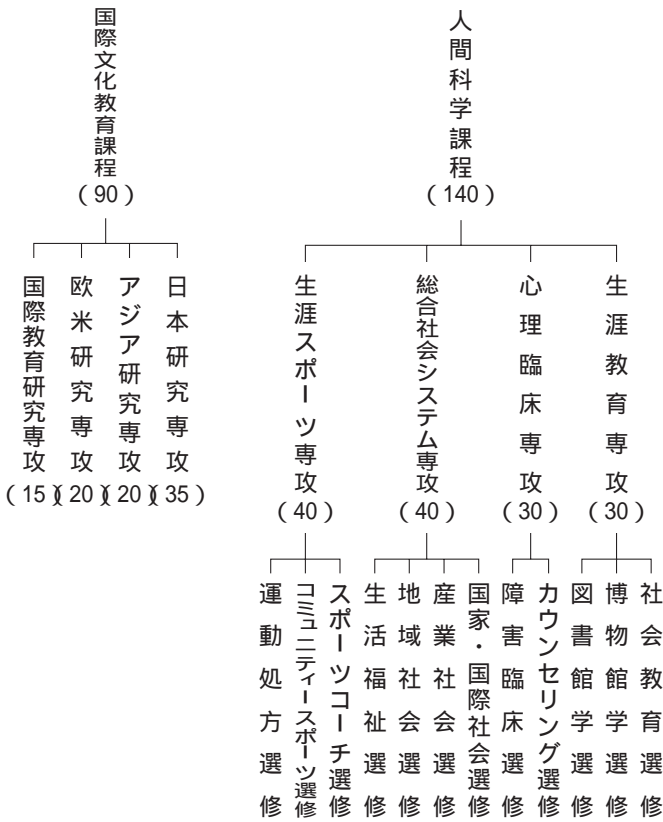 人間科学課程
(140)
生涯教育専攻
(30)
社会教育選修
博物館学選修
図書館学選修
心理臨床専攻
(30)
カウンセリング選修
障害臨床選修
総合社会システム専攻
(40)
国家・国際社会選修
産業社会選修
地域社会選修
生活福祉選修
生涯スポーツ専攻
(40)
スポーツコーチ選修
コミュニティースポーツ選修
運動処方選修
国際文化教育課程
(90)
日本研究専攻
(35)
アジア研究専攻
(20)
欧米研究専攻
(20)
国際教育研究専攻
(15)